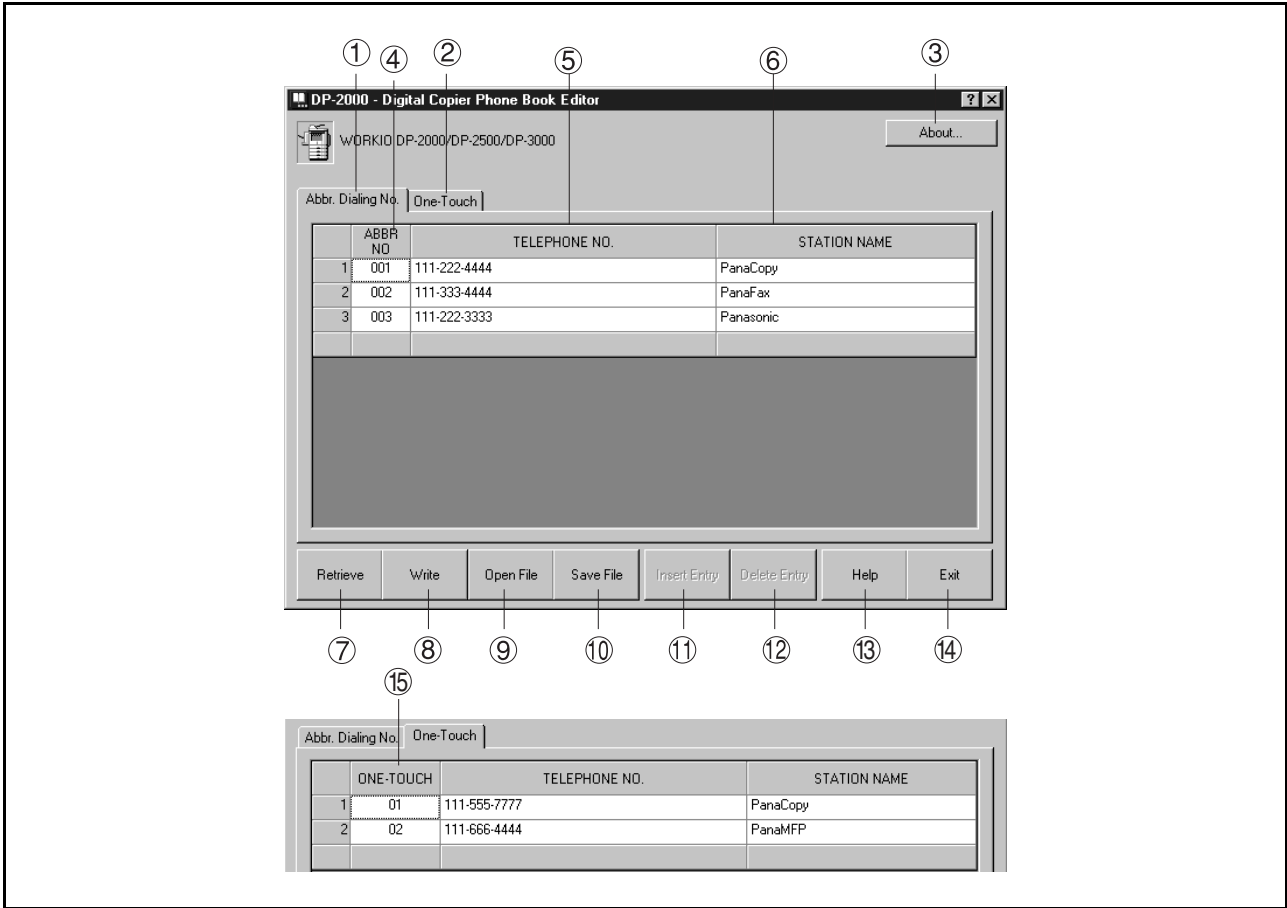 ① ④ ② ⑤ ⑥ ③
DP-2000 - Digital Copier Phone Book Editor
WORKIO DP-2000/DP-2500/DP-3000
About...
Abbr. Dialing No. One-Touch
ABBR NO TELEPHONE NO. STATION NAME
1 001 111-222-4444 PanaCopy
2 002 111-333-4444 PanaFax
3 003 111-222-3333 Panasonic
Retrieve Write Open File Save File Insert Entry Delete Entry Help Exit
⑦ ⑧ ⑨ ⑩ ⑪ ⑫ ⑬ ⑭
⑮
Abbr. Dialing No. One-Touch
ONE-TOUCH TELEPHONE NO. STATION NAME
1 01 111-555-7777 PanaCopy
2 02 111-666-4444 PanaMFP